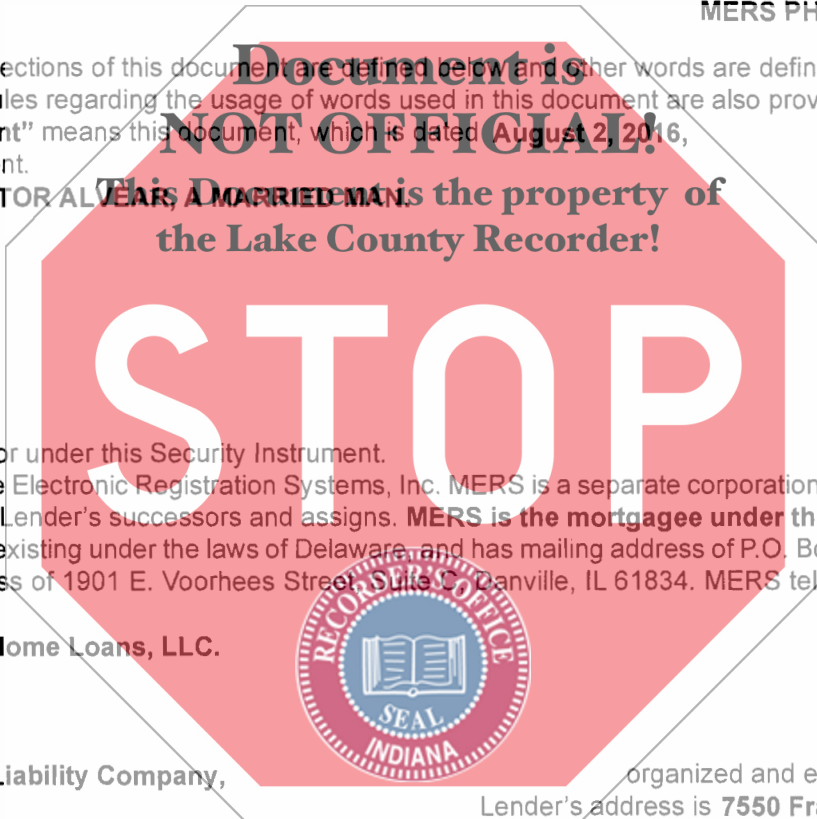 MERS PH
Document is
ections of this document are defined below and other words are defin
les regarding the usage of words used in this document are also prov
NOT OFFICIAL!
nt” means this document, which is dated August 2, 2016,
nt.
This Document is the property of
TOR ALVEAR, A MARRIED MAN.
the Lake County Recorder!
STOP
or under this Security Instrument.
e Electronic Registration Systems, Inc. MERS is a separate corporation
Lender’s successors and assigns. MERS is the mortgagee under th
existing under the laws of Delaware, and has mailing address of P.O. Bo
ss of 1901 E. Voorhees Street, Suite C, Danville, IL 61834. MERS tel
RECORDER'S OFFICE
Home Loans, LLC.
SEAL
INDIANA
Liability Company,
organized and e
Lender’s address is 7550 Fra